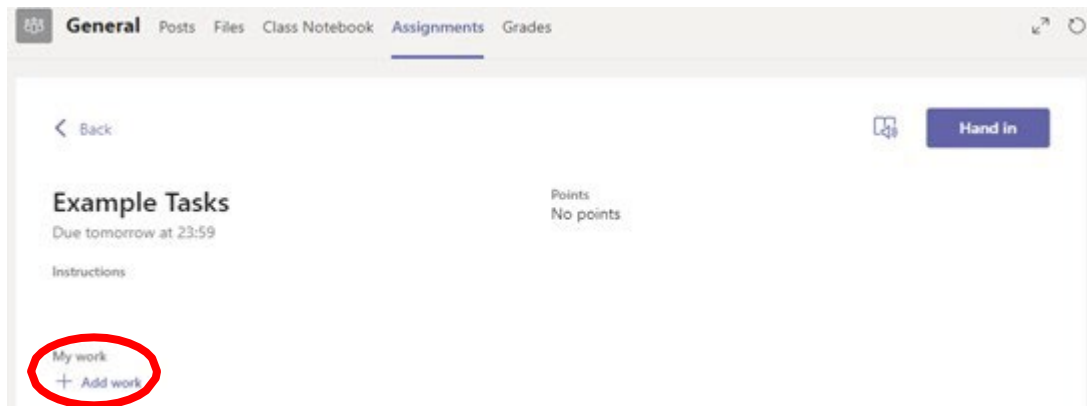 General Posts Files Class Notebook Assignments Grades
Back
Hand in
Example Tasks
Due tomorrow at 23:59
Points
No points
Instructions
My work
+ Add work